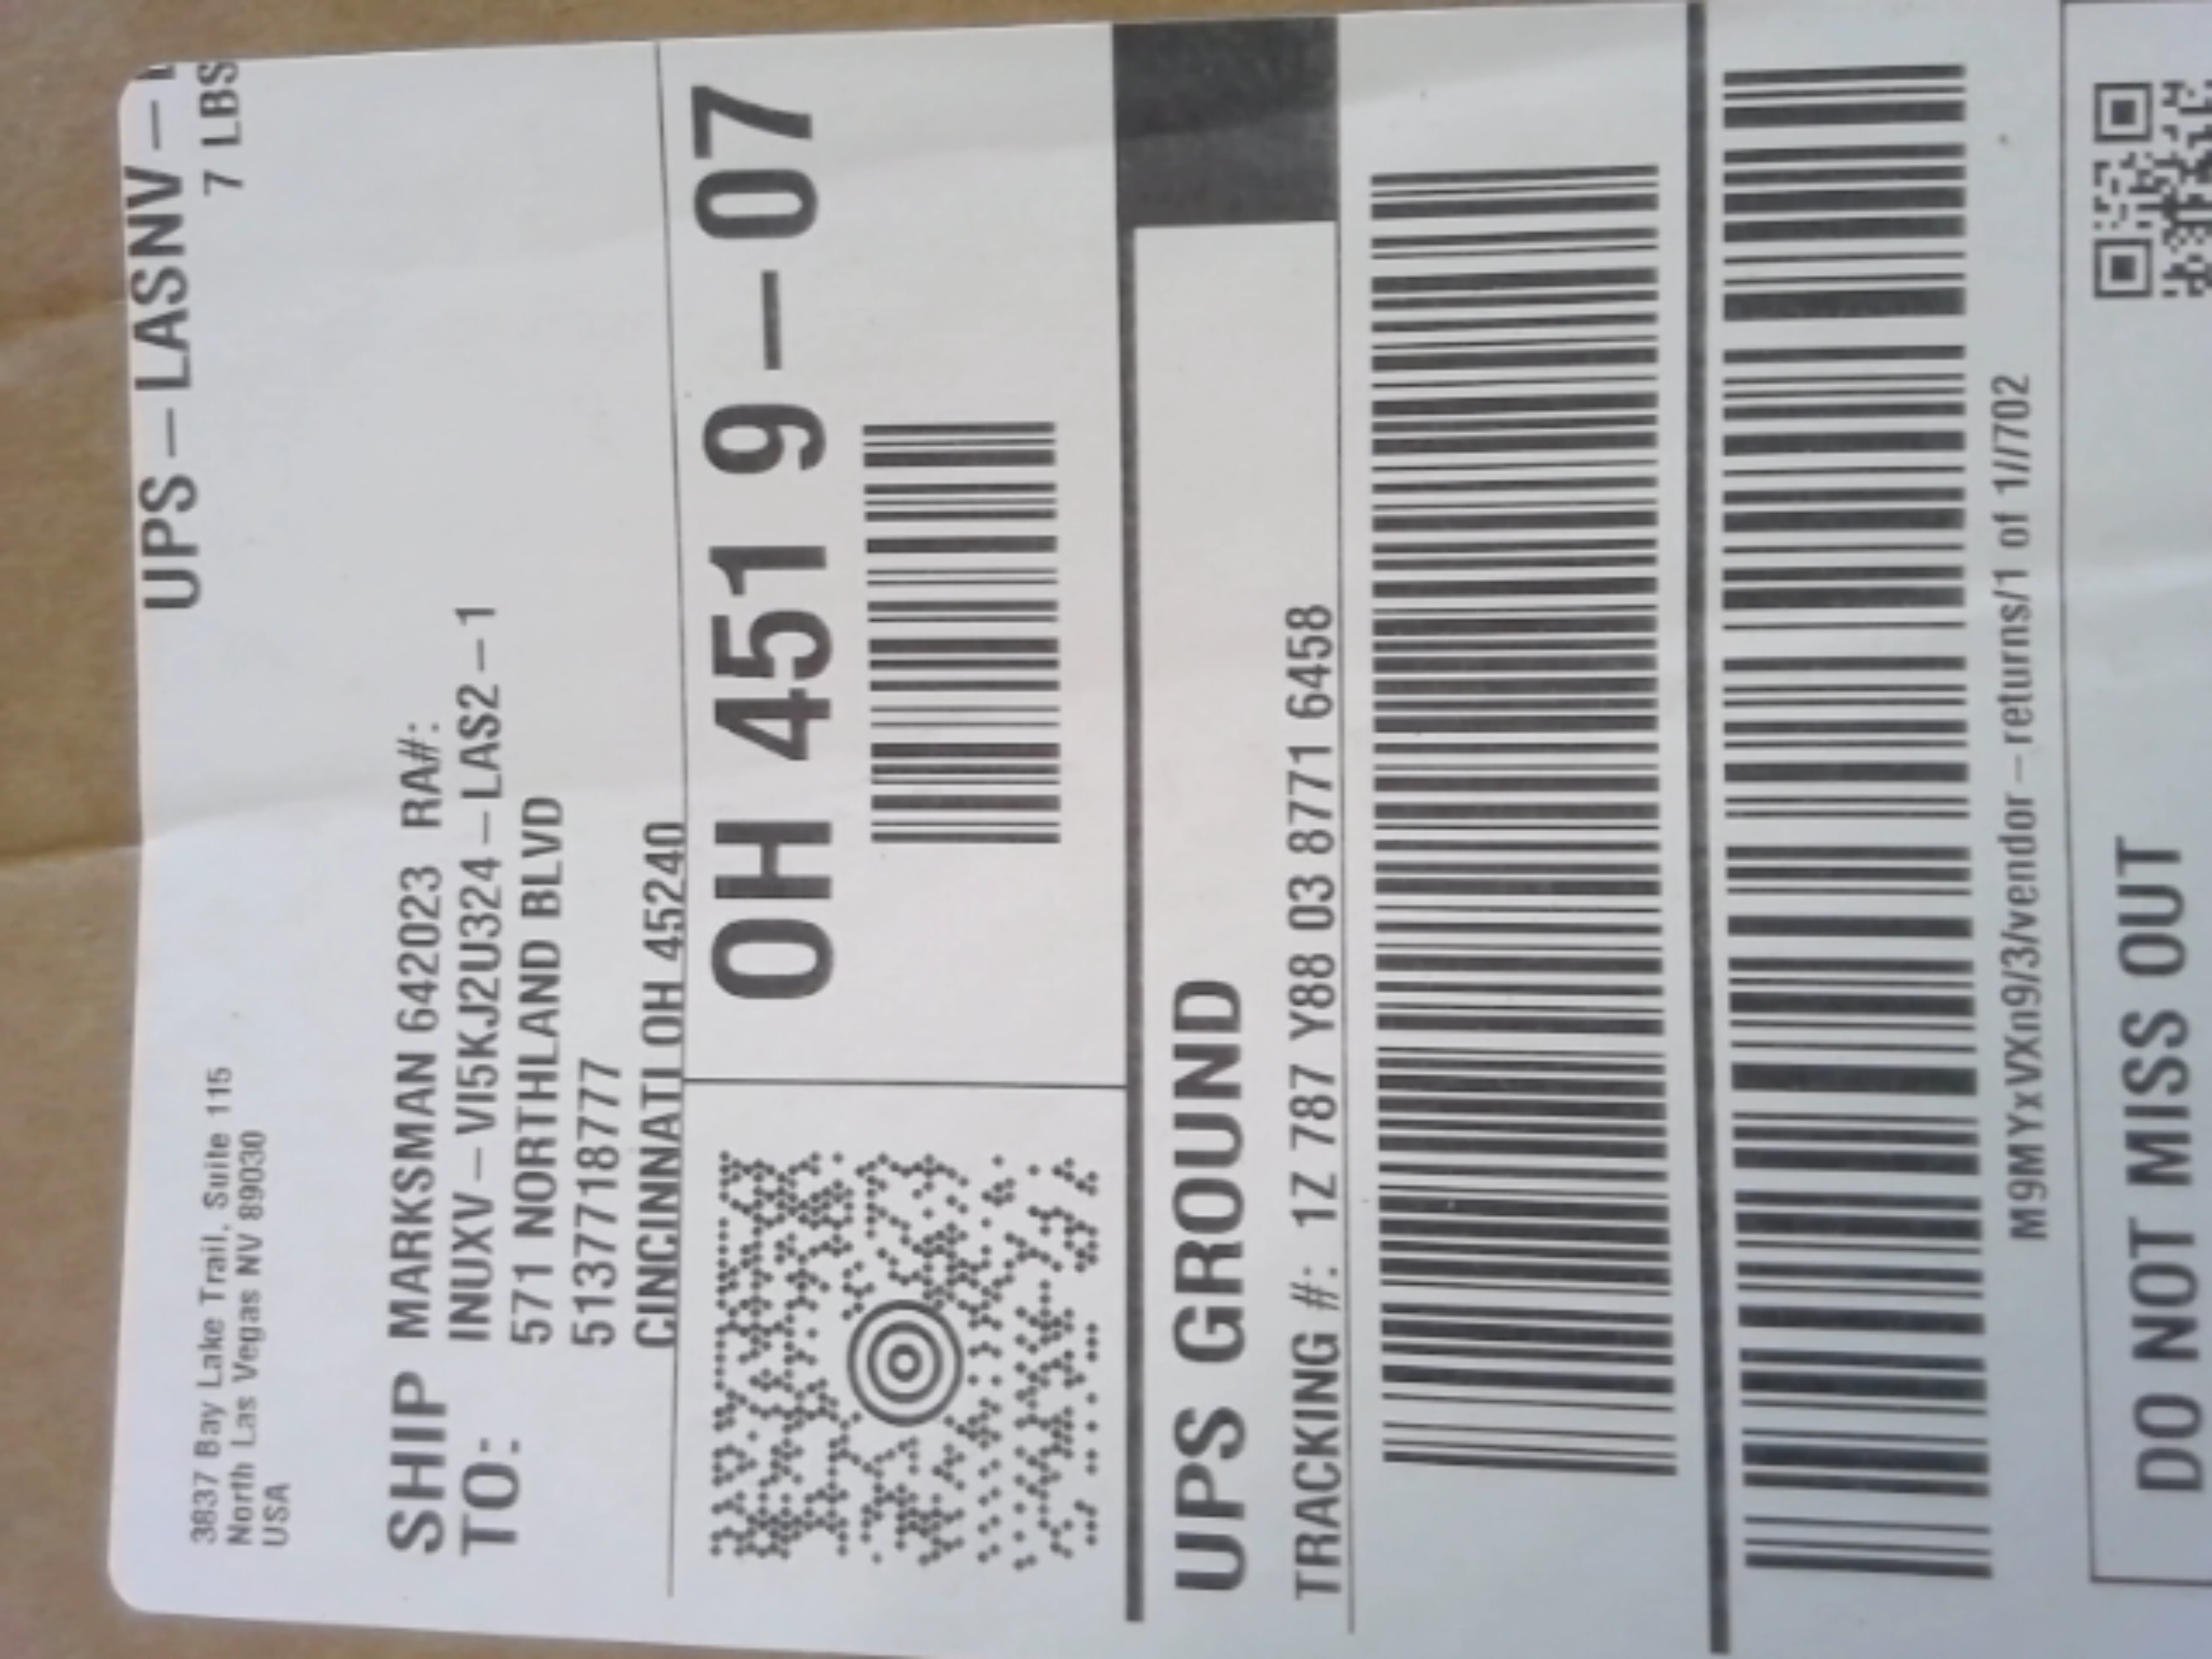 UPS-LASNV-
7 LBS
3837 Bay Lake Trail, Suite 115
North Las Vegas NV 89030
USA
SHIP TO:
MARKSMAN 642023 RA#:
INUXV-VI5KJ2U324-LAS2-1
571 NORTHLAND BLVD
5137718777
CINCINNATI OH 45240
OH 451 9-07
UPS GROUND
TRACKING #: 1Z 787 Y88 03 8771 6458
M9MYxVXn9/3/vendor-returns/1 of 1//702
DO NOT MISS OUT